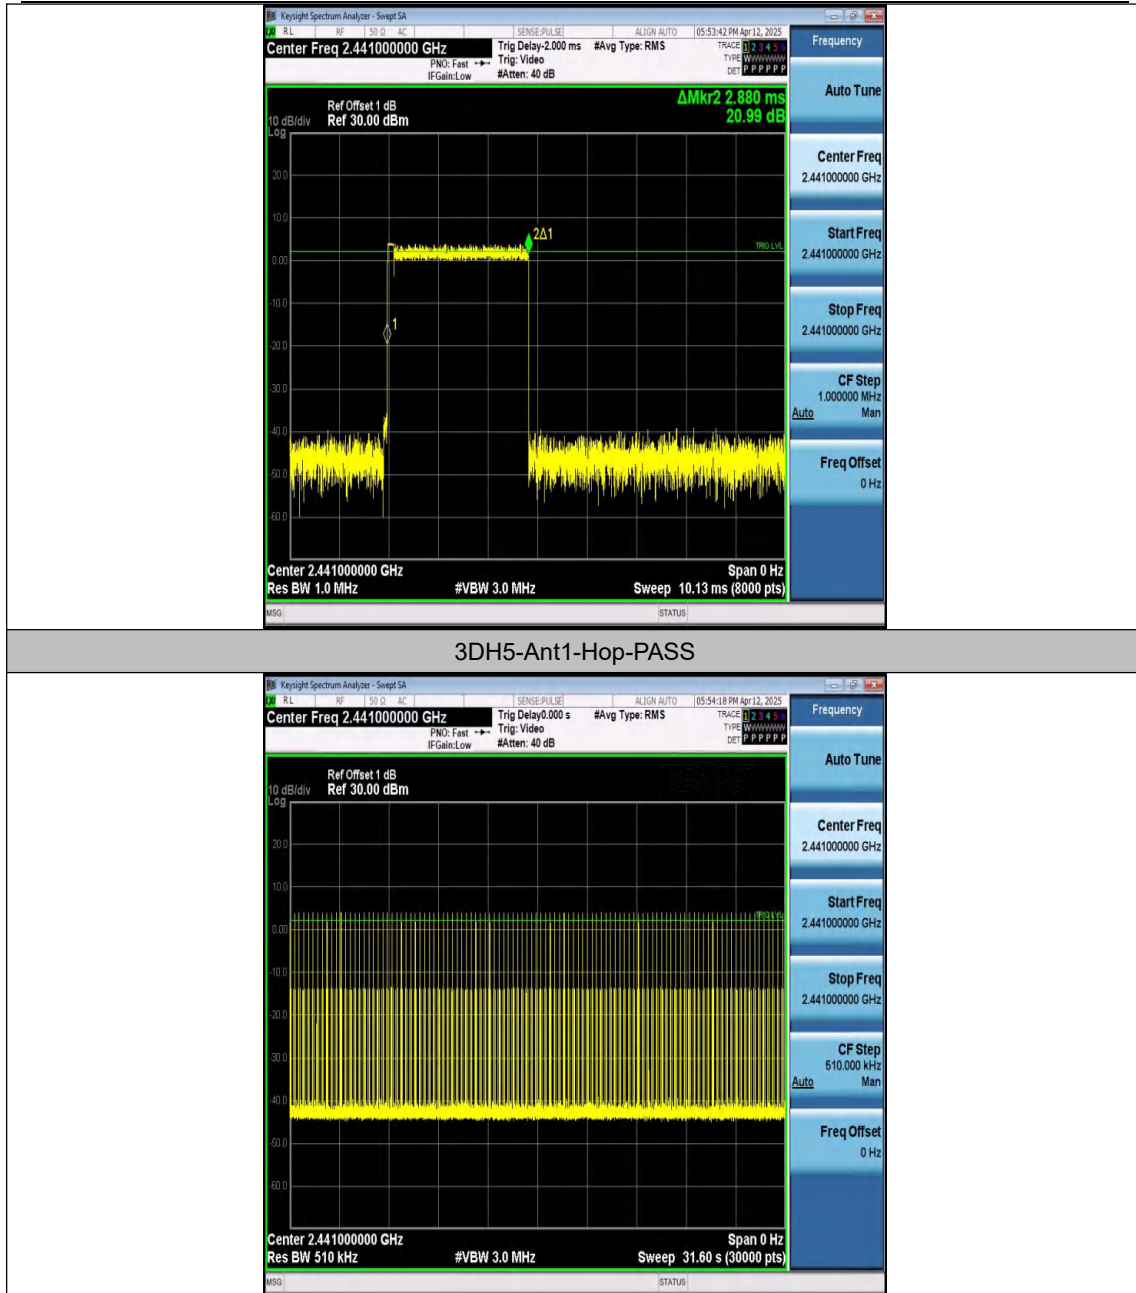 Keysight Spectrum Analyzer - Swept SA
RL RF 50 Ω AC SENSE:PULSE ALIGN AUTO 05:53:42 PM Apr 12, 2025
Center Freq 2.441000000 GHz Trig Delay-2.000 ms #Avg Type: RMS TRACE 1 2 3 4 5 6
PNO: Fast Trig: Video TYPE WWWWWW
IFGain:Low #Atten: 40 dB DET P P P P P P
Frequency
Auto Tune
ΔMkr2 2.880 ms
20.99 dB
Ref Offset 1 dB
10 dB/div Ref 30.00 dBm
Log
20.0
10.0
0.00
-10.0
-20.0
-30.0
-40.0
-50.0
-60.0
2Δ1
TRIG LVL
1
Center Freq
2.441000000 GHz
Start Freq
2.441000000 GHz
Stop Freq
2.441000000 GHz
CF Step
1.000000 MHz
Auto Man
Freq Offset
0 Hz
Center 2.441000000 GHz Span 0 Hz
Res BW 1.0 MHz #VBW 3.0 MHz Sweep 10.13 ms (8000 pts)
MSG STATUS
3DH5-Ant1-Hop-PASS
Keysight Spectrum Analyzer - Swept SA
RL RF 50 Ω AC SENSE:PULSE ALIGN AUTO 05:54:18 PM Apr 12, 2025
Center Freq 2.441000000 GHz Trig Delay0.000 s #Avg Type: RMS TRACE 1 2 3 4 5 6
PNO: Fast Trig: Video TYPE WWWWWW
IFGain:Low #Atten: 40 dB DET P P P P P P
Frequency
Auto Tune
Ref Offset 1 dB
10 dB/div Ref 30.00 dBm
Log
20.0
10.0
0.00
-10.0
-20.0
-30.0
-40.0
-50.0
-60.0
TRIG LVL
Center Freq
2.441000000 GHz
Start Freq
2.441000000 GHz
Stop Freq
2.441000000 GHz
CF Step
510.000 kHz
Auto Man
Freq Offset
0 Hz
Center 2.441000000 GHz Span 0 Hz
Res BW 510 kHz #VBW 3.0 MHz Sweep 31.60 s (30000 pts)
MSG STATUS